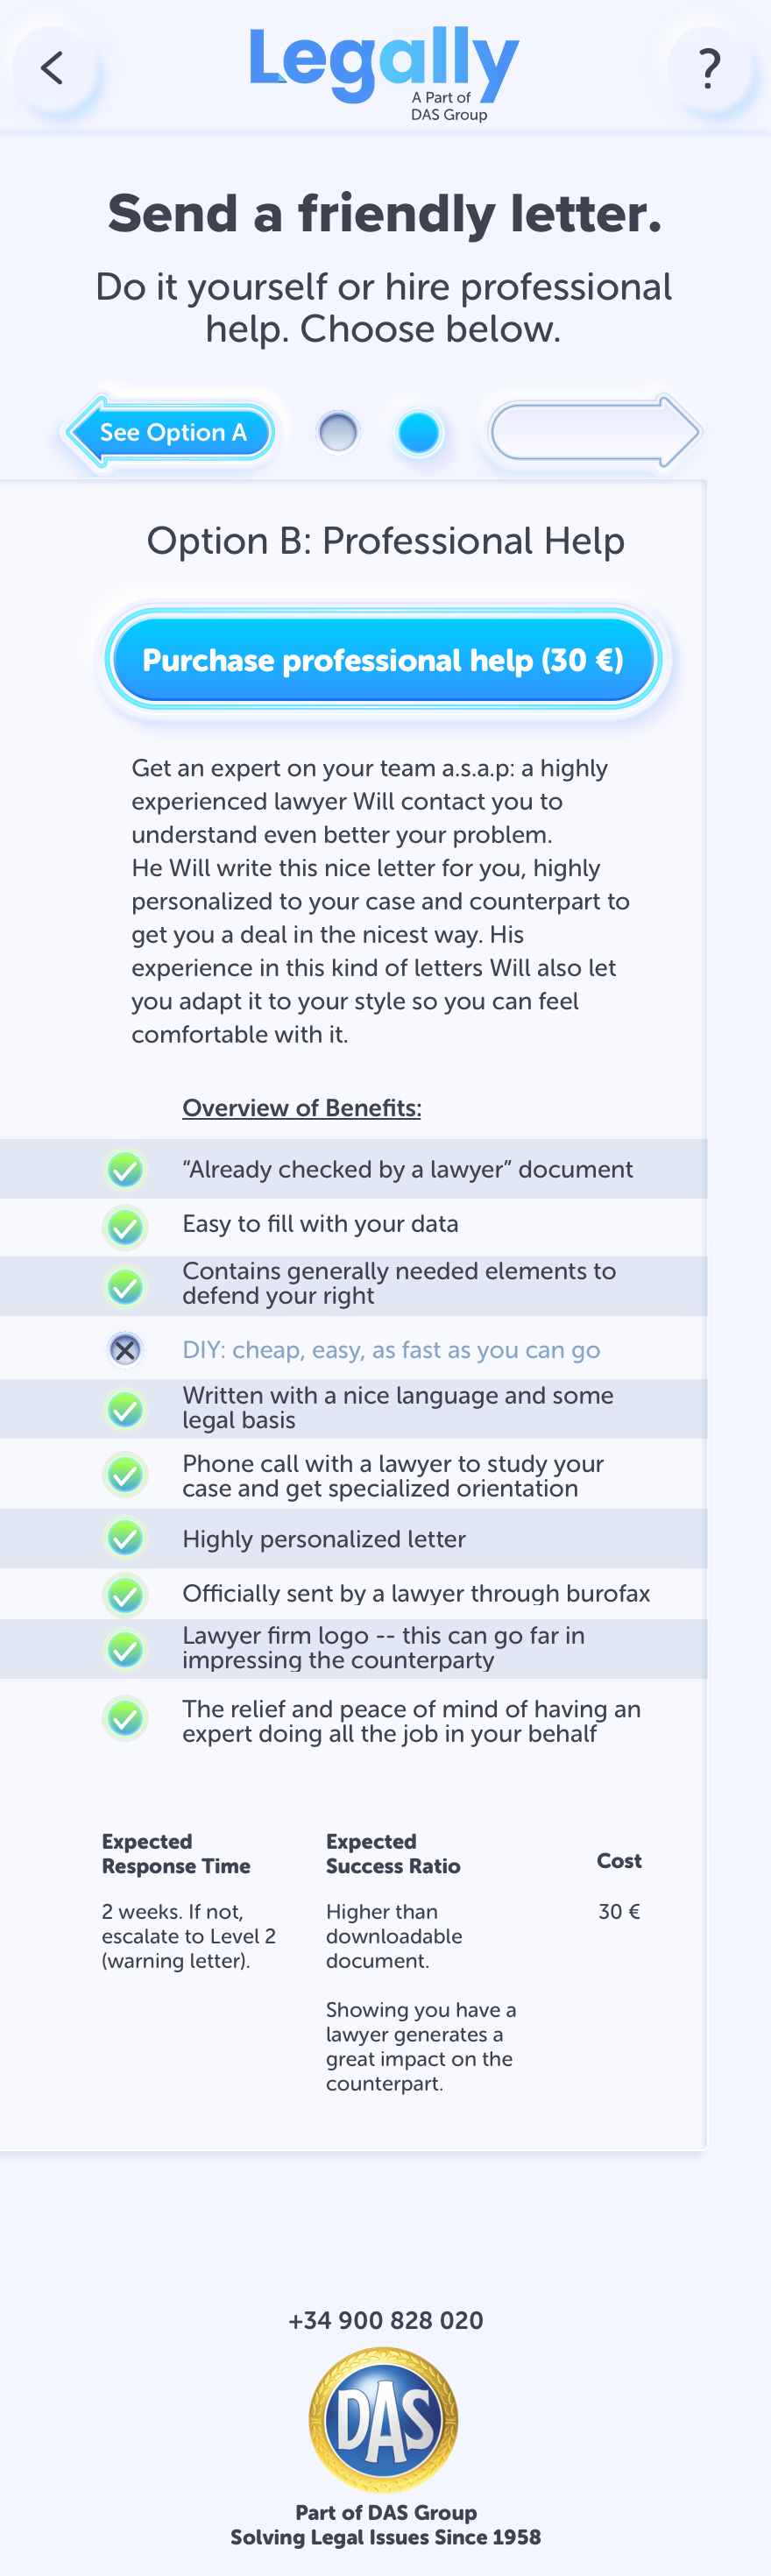 Legally
A Part of
DAS Group
?
Send a friendly letter.
Do it yourself or hire professional
help. Choose below.
See Option A
Option B: Professional Help
Purchase professional help (30 €)
Get an expert on your team a.s.a.p: a highly
experienced lawyer Will contact you to
understand even better your problem.
He Will write this nice letter for you, highly
personalized to your case and counterpart to
get you a deal in the nicest way. His
experience in this kind of letters Will also let
you adapt it to your style so you can feel
comfortable with it.
Overview of Benefits:
“Already checked by a lawyer” document
Easy to fill with your data
Contains generally needed elements to
defend your right
DIY: cheap, easy, as fast as you can go
Written with a nice language and some
legal basis
Phone call with a lawyer to study your
case and get specialized orientation
Highly personalized letter
Officially sent by a lawyer through burofax
Lawyer firm logo -- this can go far in
impressing the counterparty
The relief and peace of mind of having an
expert doing all the job in your behalf
Expected
Response Time
2 weeks. If not,
escalate to Level 2
(warning letter).
Expected
Success Ratio
Higher than
downloadable
document.
Showing you have a
lawyer generates a
great impact on the
counterpart.
Cost
30 €
+34 900 828 020
DAS
Part of DAS Group
Solving Legal Issues Since 1958